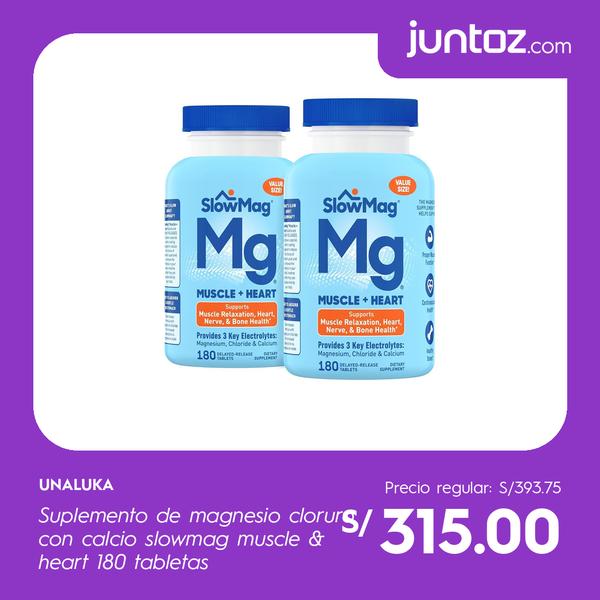 juntoz.com
VALUE
SIZE!
SlowMag®
Mg
MUSCLE + HEART
Supports
Muscle Relaxation, Heart,
Nerve, & Bone Health*
Provides 3 Key Electrolytes:
Magnesium, Chloride & Calcium
180 DELAYED-RELEASE
TABLETS
DIETARY
SUPPLEMENT
VALUE
SIZE!
SlowMag®
Mg
MUSCLE + HEART
Supports
Muscle Relaxation, Heart,
Nerve, & Bone Health*
Provides 3 Key Electrolytes:
Magnesium, Chloride & Calcium
180 DELAYED-RELEASE
TABLETS
DIETARY
SUPPLEMENT
UNALUKA
Suplemento de magnesio cloruro
con calcio slowmag muscle &
heart 180 tabletas
Precio regular: S/393.75
S/ 315.00